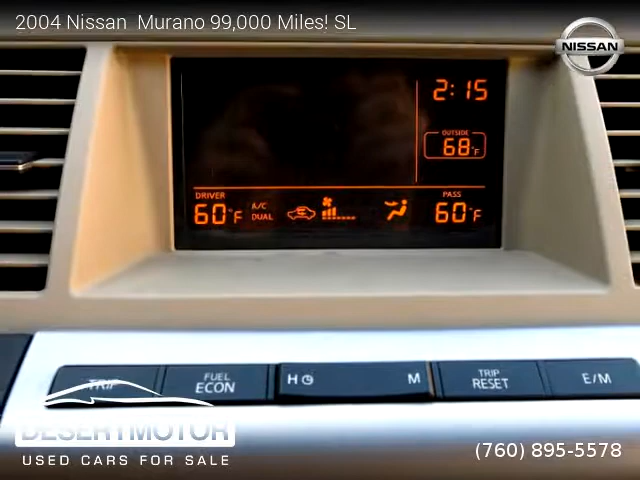 2004 Nissan  Murano 99,000 Miles! SL
NISSAN
2:15
OUTSIDE
68°F
DRIVER
PASS
60°F
A/C
DUAL
60°F
TRIP
FUEL
ECON
H M
TRIP
RESET
E/M
DESERTMOTOR
USED CARS FOR SALE
(760) 895-5578